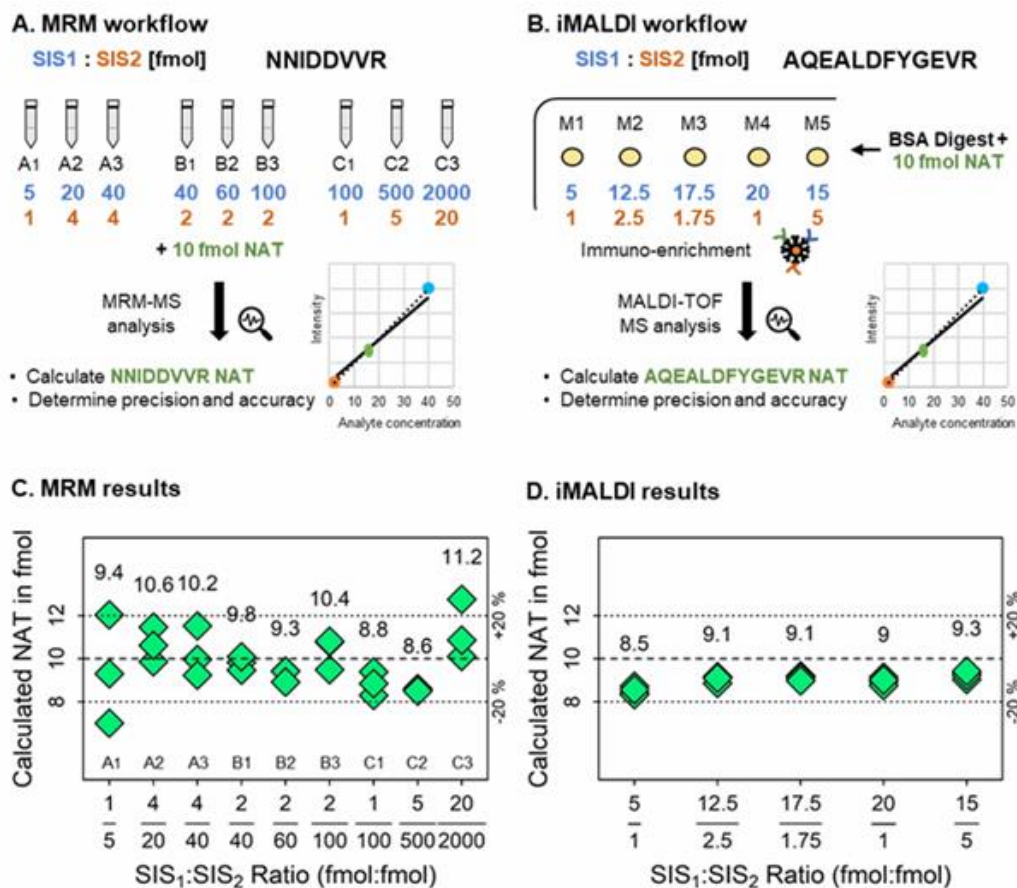 A. MRM workflow
SIS1 : SIS2 [fmol] NNIDDVVR
A1 A2 A3 B1 B2 B3 C1 C2 C3
5 20 40 40 60 100 100 500 2000
1 4 4 2 2 2 1 5 20
+ 10 fmol NAT
MRM-MS
analysis
Intensity
0 10 20 30 40 50
Analyte concentration
• Calculate NNIDDVVR NAT
• Determine precision and accuracy
B. iMALDI workflow
SIS1 : SIS2 [fmol] AQEALDFYGEVR
M1 M2 M3 M4 M5
BSA Digest +
10 fmol NAT
5 12.5 17.5 20 15
1 2.5 1.75 1 5
Immuno-enrichment
MALDI-TOF
MS analysis
Intensity
0 10 20 30 40 50
Analyte concentration
• Calculate AQEALDFYGEVR NAT
• Determine precision and accuracy
C. MRM results
Calculated NAT in fmol
12
10
8
9.4 10.6 10.2 9.8 9.3 10.4 8.8 8.6 11.2
+20 %
-20 %
A1 A2 A3 B1 B2 B3 C1 C2 C3
1 4 4 2 2 2 1 5 20
5 20 40 40 60 100 100 500 2000
SIS1:SIS2 Ratio (fmol:fmol)
D. iMALDI results
Calculated NAT in fmol
12
10
8
8.5 9.1 9.1 9 9.3
+20 %
-20 %
5 12.5 17.5 20 15
1 2.5 1.75 1 5
SIS1:SIS2 Ratio (fmol:fmol)